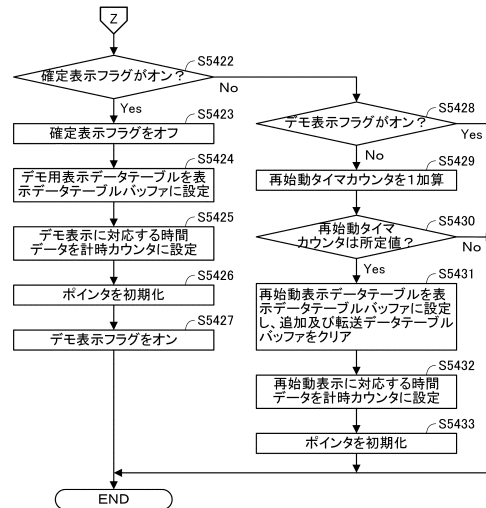 Z
S5422
確定表示フラグがオン？
No
Yes
S5423
確定表示フラグをオフ
S5424
デモ用表示データテーブルを表
示データテーブルバッファに設定
S5425
デモ表示に対応する時間
データを計時カウンタに設定
S5426
ポインタを初期化
S5427
デモ表示フラグをオン
S5428
デモ表示フラグがオン？
Yes
No
S5429
再始動タイマカウンタを1加算
S5430
再始動タイマ
カウンタは所定値？
No
Yes
S5431
再始動表示データテーブルを表
示データテーブルバッファに設定
し、追加及び転送データテーブル
バッファをクリア
S5432
再始動表示に対応する時間
データを計時カウンタに設定
S5433
ポインタを初期化
END